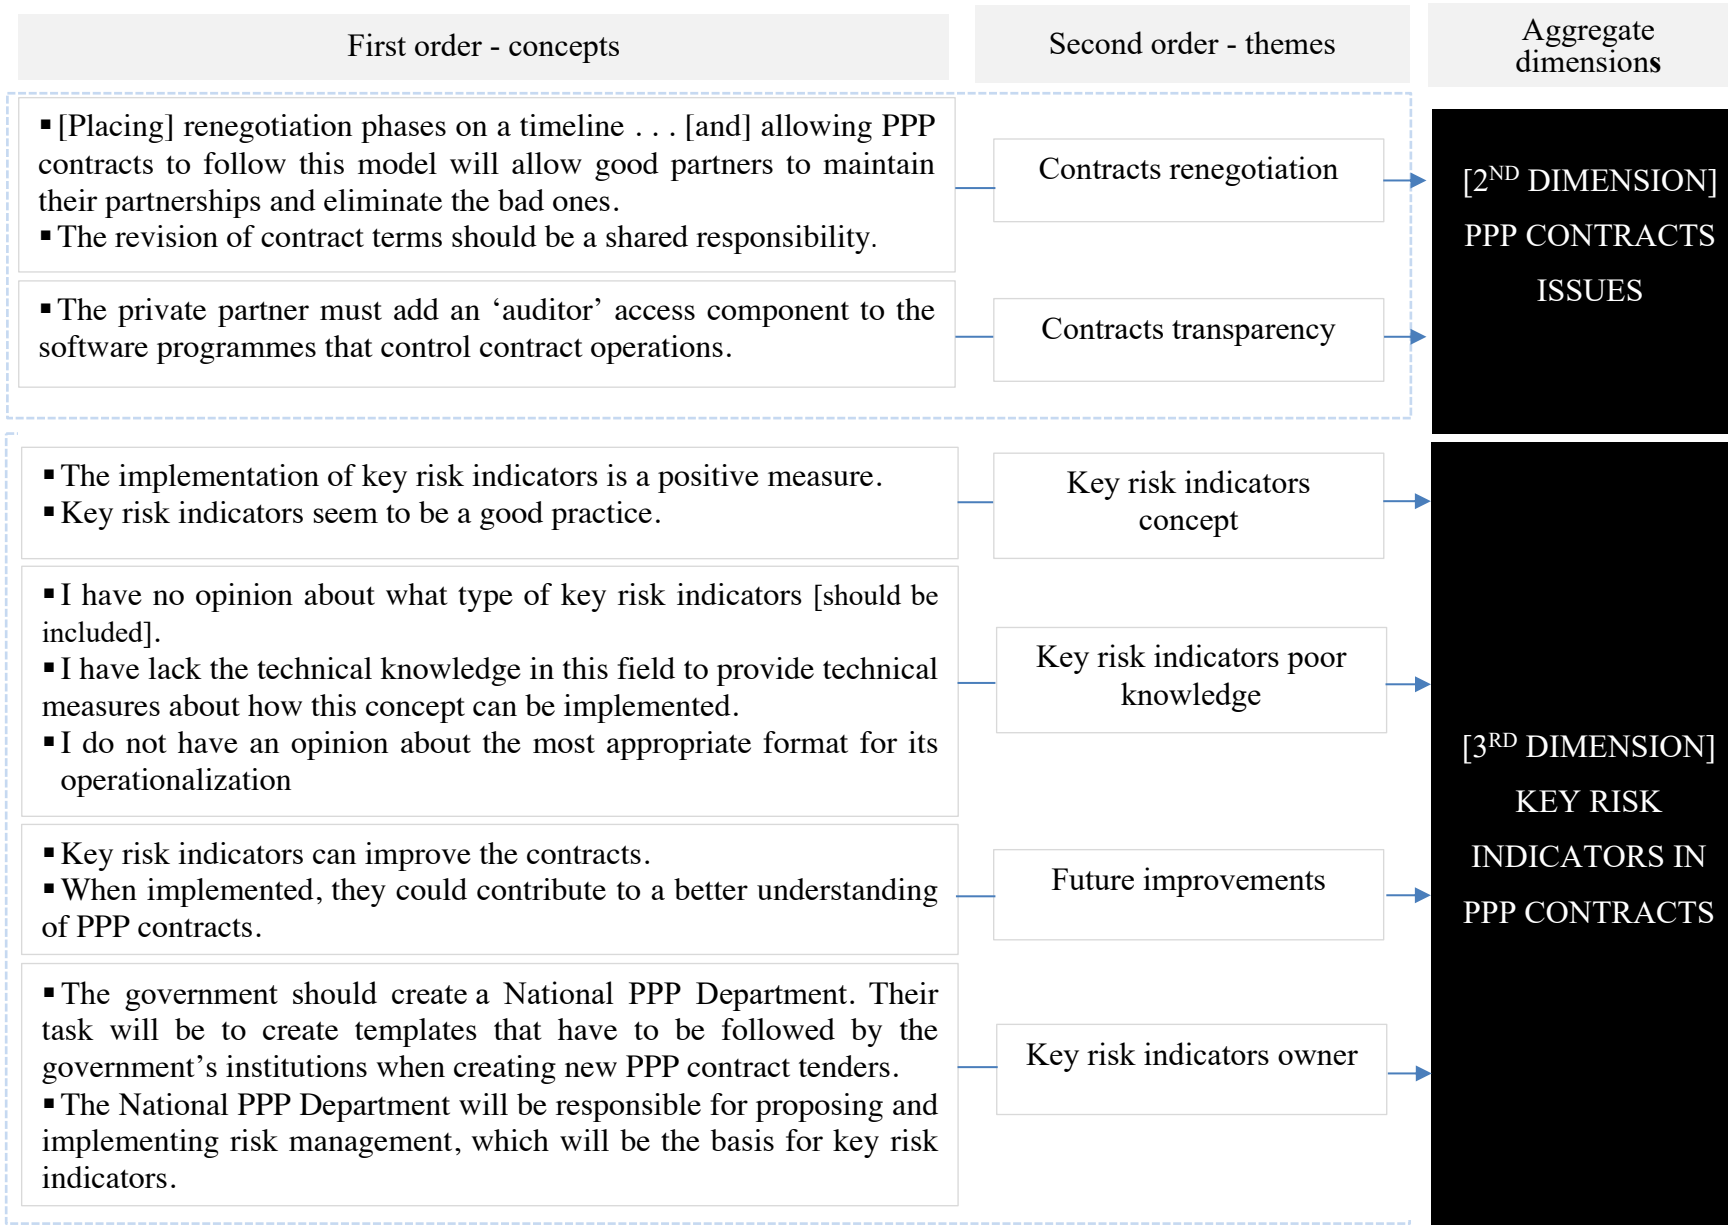 First order - concepts
Second order - themes
Aggregate
dimensions
▪ [Placing] renegotiation phases on a timeline . . . [and] allowing PPP
contracts to follow this model will allow good partners to maintain
their partnerships and eliminate the bad ones.
▪ The revision of contract terms should be a shared responsibility.
Contracts renegotiation
▪ The private partner must add an ‘auditor’ access component to the
software programmes that control contract operations.
Contracts transparency
[2ND DIMENSION]
PPP CONTRACTS
ISSUES
▪ The implementation of key risk indicators is a positive measure.
▪ Key risk indicators seem to be a good practice.
Key risk indicators
concept
▪ I have no opinion about what type of key risk indicators [should be
included].
▪ I have lack the technical knowledge in this field to provide technical
measures about how this concept can be implemented.
▪ I do not have an opinion about the most appropriate format for its
operationalization
Key risk indicators poor
knowledge
▪ Key risk indicators can improve the contracts.
▪ When implemented, they could contribute to a better understanding
of PPP contracts.
Future improvements
▪ The government should create a National PPP Department. Their
task will be to create templates that have to be followed by the
government’s institutions when creating new PPP contract tenders.
▪ The National PPP Department will be responsible for proposing and
implementing risk management, which will be the basis for key risk
indicators.
Key risk indicators owner
[3RD DIMENSION]
KEY RISK
INDICATORS IN
PPP CONTRACTS